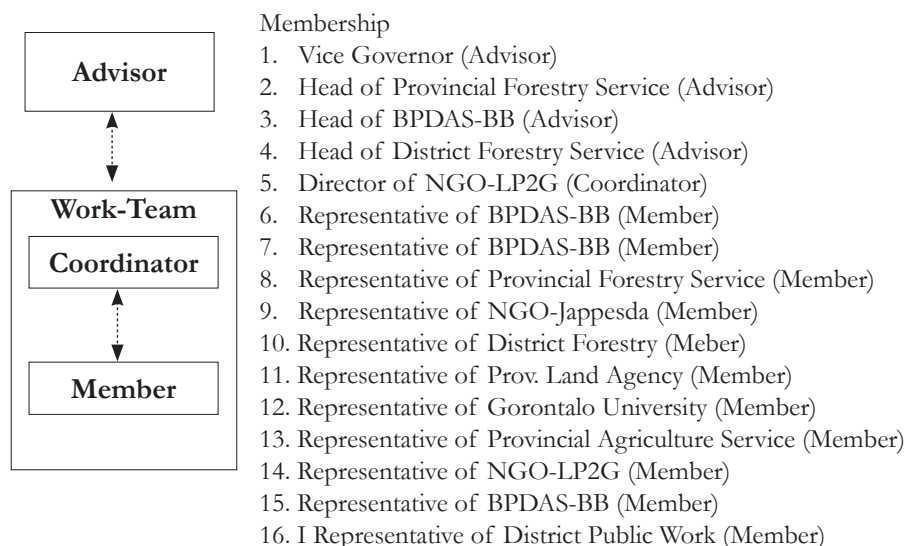 Advisor
Work-Team
Coordinator
Member
Membership
1. Vice Governor (Advisor)
2. Head of Provincial Forestry Service (Advisor)
3. Head of BPDAS-BB (Advisor)
4. Head of District Forestry Service (Advisor)
5. Director of NGO-LP2G (Coordinator)
6. Representative of BPDAS-BB (Member)
7. Representative of BPDAS-BB (Member)
8. Representative of Provincial Forestry Service (Member)
9. Representative of NGO-Jappesda (Member)
10. Representative of District Forestry (Meber)
11. Representative of Prov. Land Agency (Member)
12. Representative of Gorontalo University (Member)
13. Representative of Provincial Agriculture Service (Member)
14. Representative of NGO-LP2G (Member)
15. Representative of BPDAS-BB (Member)
16. I Representative of District Public Work (Member)